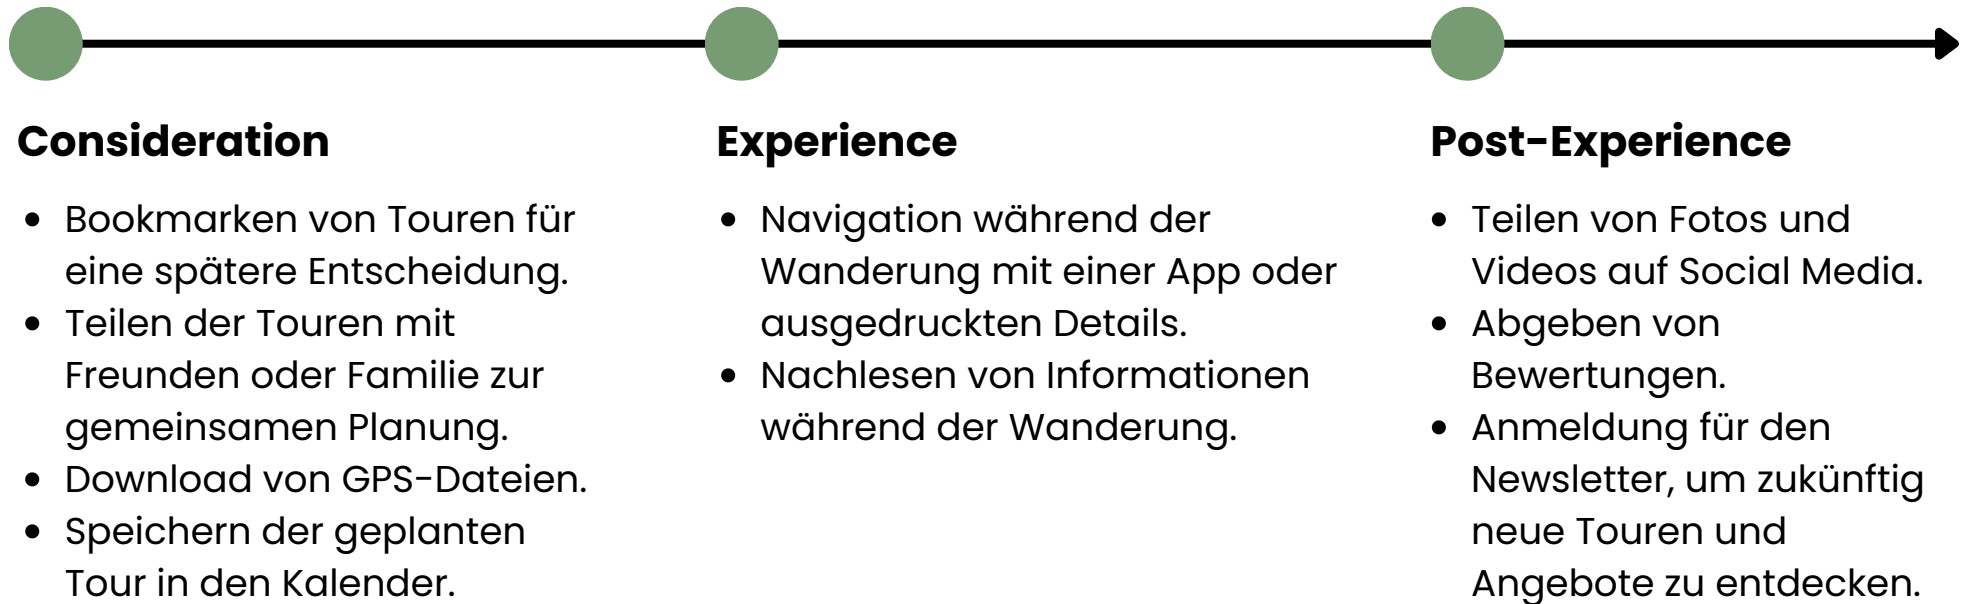 Consideration
• Bookmarken von Touren für
eine spätere Entscheidung.
• Teilen der Touren mit
Freunden oder Familie zur
gemeinsamen Planung.
• Download von GPS-Dateien.
• Speichern der geplanten
Tour in den Kalender.
Experience
• Navigation während der
Wanderung mit einer App oder
ausgedruckten Details.
• Nachlesen von Informationen
während der Wanderung.
Post-Experience
• Teilen von Fotos und
Videos auf Social Media.
• Abgeben von
Bewertungen.
• Anmeldung für den
Newsletter, um zukünftig
neue Touren und
Angebote zu entdecken.